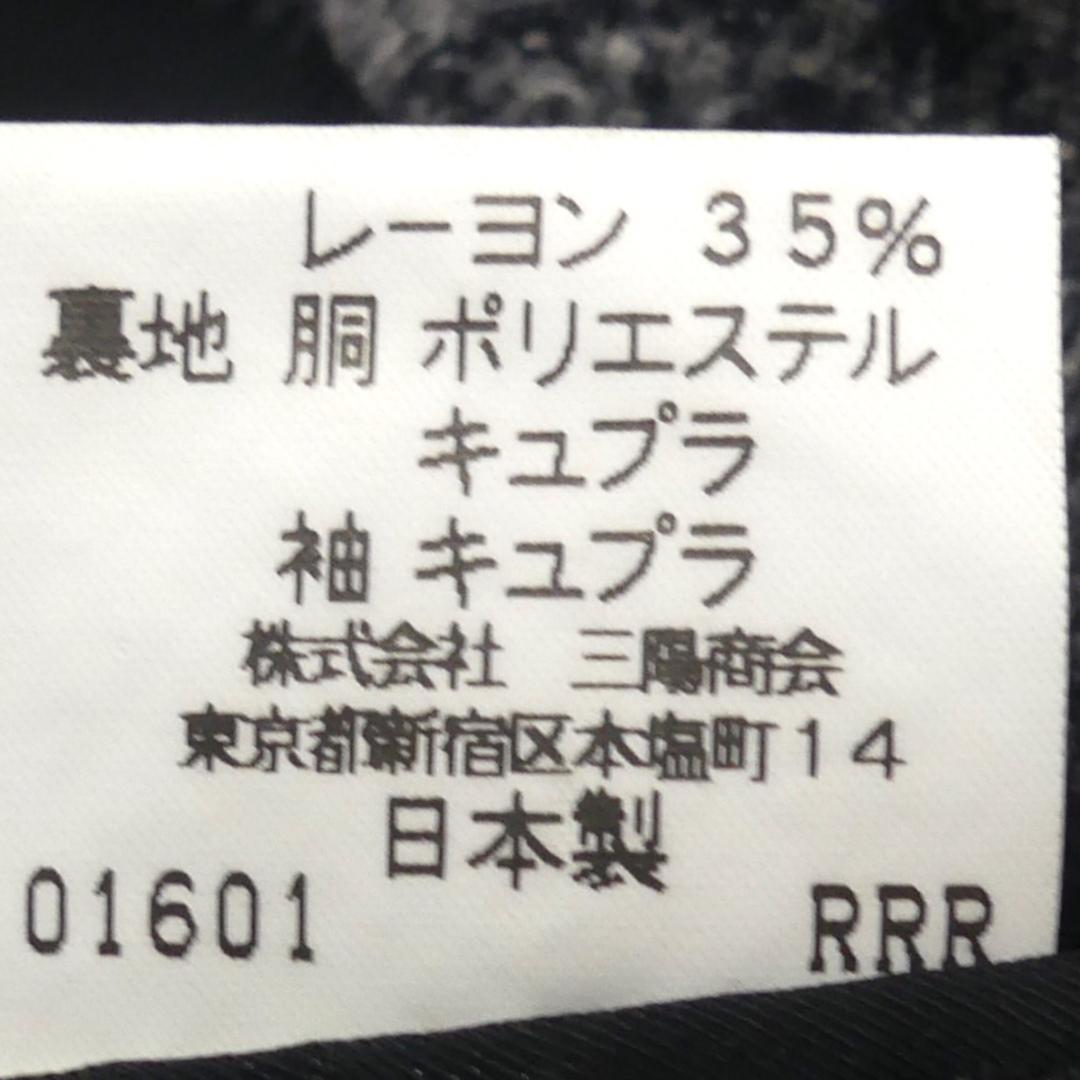 レーヨン 35%
裏地 胴 ポリエステル
キュプラ
袖 キュプラ
株式会社 三陽商会
東京都新宿区本塩町14
日本製
01601 RRR